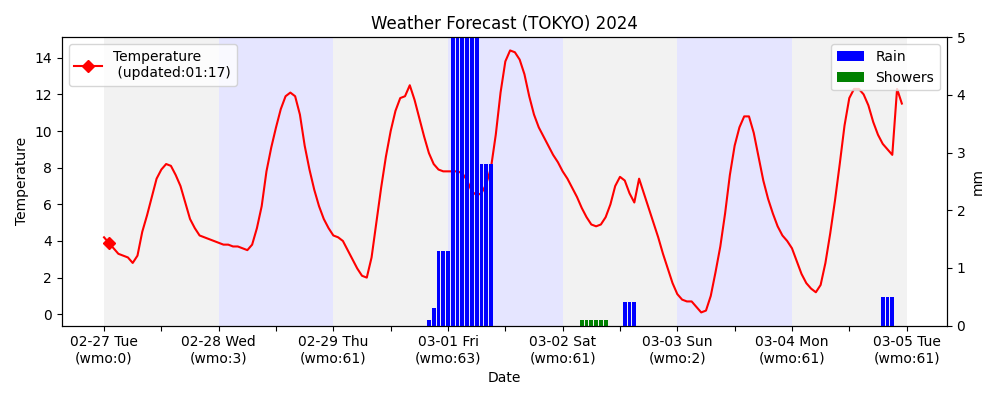 Weather Forecast (TOKYO) 2024
Temperature
(updated:01:17)
Rain
Showers
Temperature
14
12
10
8
6
4
2
0
5
4
3
2
1
0
mm
02-27 Tue
(wmo:0)
02-28 Wed
(wmo:3)
02-29 Thu
(wmo:61)
03-01 Fri
(wmo:63)
03-02 Sat
(wmo:61)
03-03 Sun
(wmo:2)
03-04 Mon
(wmo:61)
03-05 Tue
(wmo:61)
Date